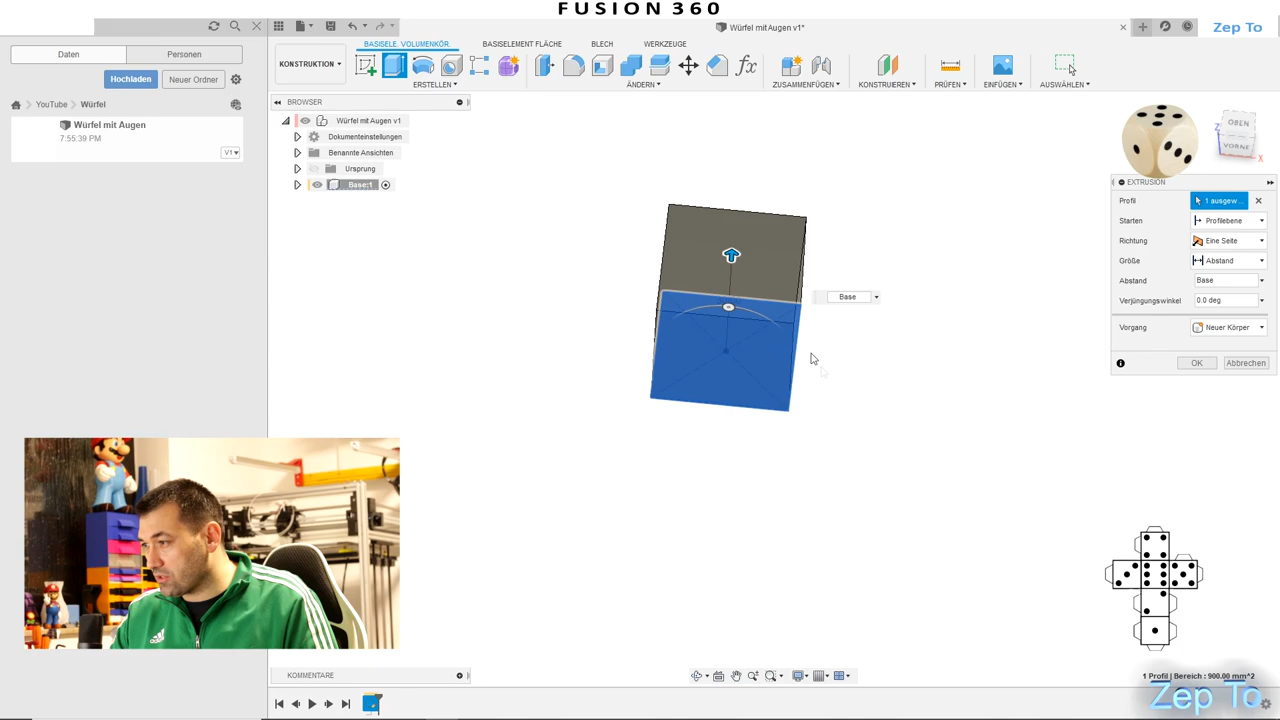 FUSION 360
Würfel mit Augen v1*
Zep To
Daten
Personen
BASISELE. VOLUMENKÖR.
BASISELEMENT FLÄCHE
BLECH
WERKZEUGE
KONSTRUKTION
ERSTELLEN
ÄNDERN
ZUSAMMENFÜGEN
KONSTRUIEREN
PRÜFEN
EINFÜGEN
AUSWÄHLEN
Hochladen
Neuer Ordner
YouTube
Würfel
Würfel mit Augen
7:55:39 PM
V1
BROWSER
Würfel mit Augen v1
Dokumenteinstellungen
Benannte Ansichten
Ursprung
Base:1
OBEN
VORNE
Z
X
EXTRUSION
Profil
1 ausgew...
Starten
Profilebene
Richtung
Eine Seite
Größe
Abstand
Abstand
Base
Verjüngungswinkel
0.0 deg
Vorgang
Neuer Körper
OK
Abbrechen
Base
KOMMENTARE
1 Profil | Bereich : 900.00 mm^2
Zep To